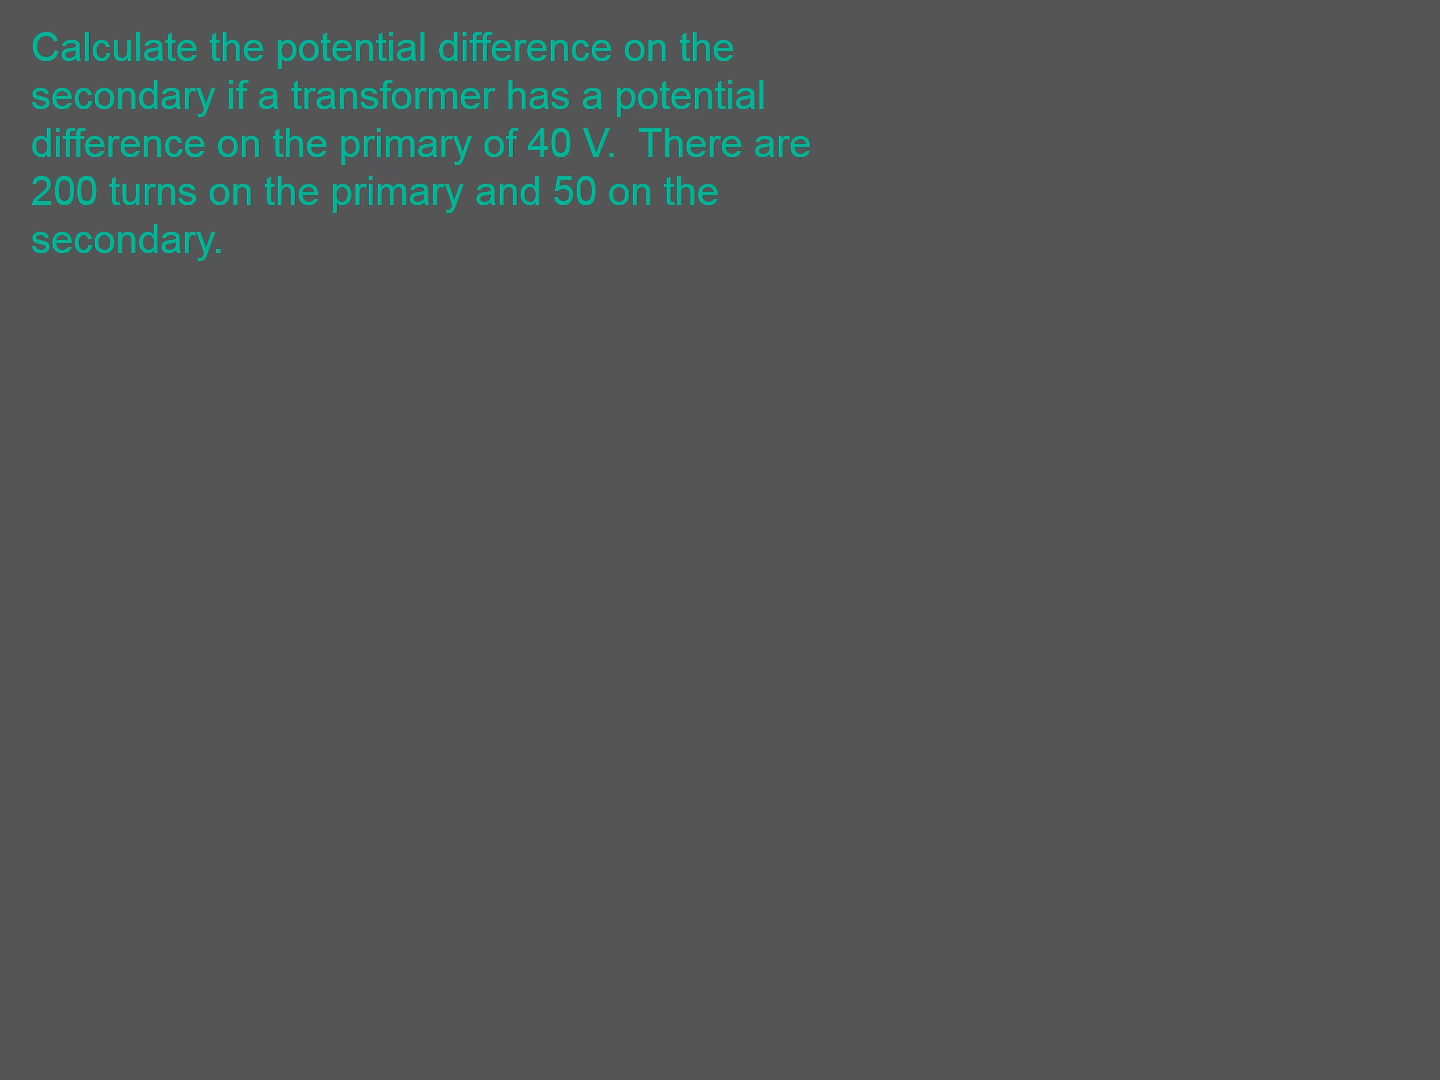 Calculate the potential difference on the
secondary if a transformer has a potential
difference on the primary of 40 V.  There are
200 turns on the primary and 50 on the
secondary.